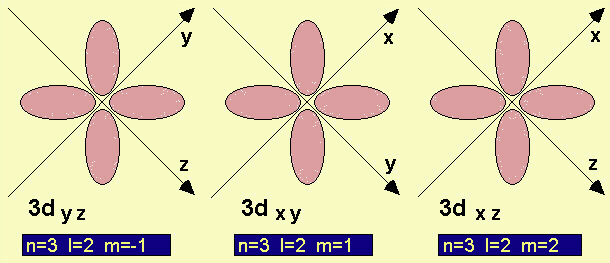 y
x
x
z
y
z
3d yz
3d xy
3d xz
n=3 l=2 m=-1
n=3 l=2 m=1
n=3 l=2 m=2